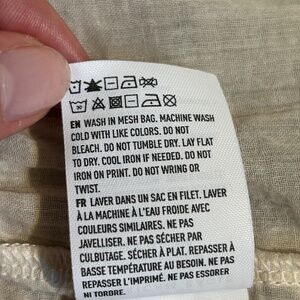 EN WASH IN MESH BAG. MACHINE WASH
COLD WITH LIKE COLORS. DO NOT
BLEACH. DO NOT TUMBLE DRY. LAY FLAT
TO DRY. COOL IRON IF NEEDED. DO NOT
IRON ON PRINT. DO NOT WRING OR
TWIST.
FR LAVER DANS UN SAC EN FILET. LAVER
À LA MACHINE À L'EAU FROIDE AVEC
COULEURS SIMILAIRES. NE PAS
JAVELLISER. NE PAS SÉCHER PAR
CULBUTAGE. SÉCHER À PLAT. REPASSER À
BASSE TEMPÉRATURE AU BESOIN. NE PAS
REPASSER L'IMPRIMÉ. NE PAS ESSORER
NI TORDRE.